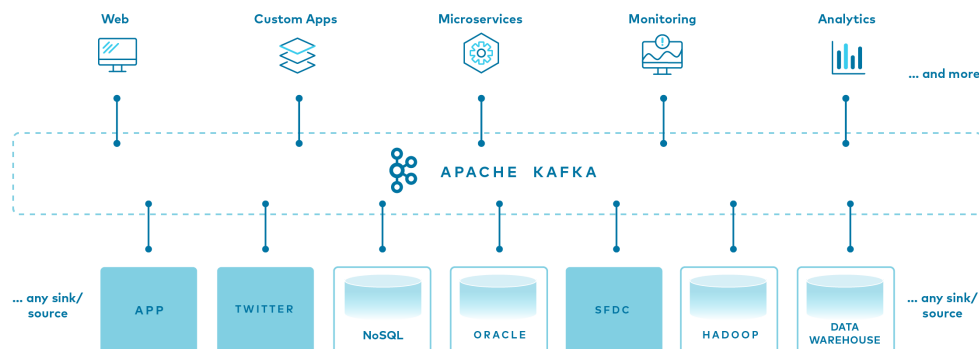 Web
Custom Apps
Microservices
Monitoring
Analytics
... and more
APACHE KAFKA
... any sink/
source
APP
TWITTER
NoSQL
ORACLE
SFDC
HADOOP
DATA
WAREHOUSE
... any sink/
source